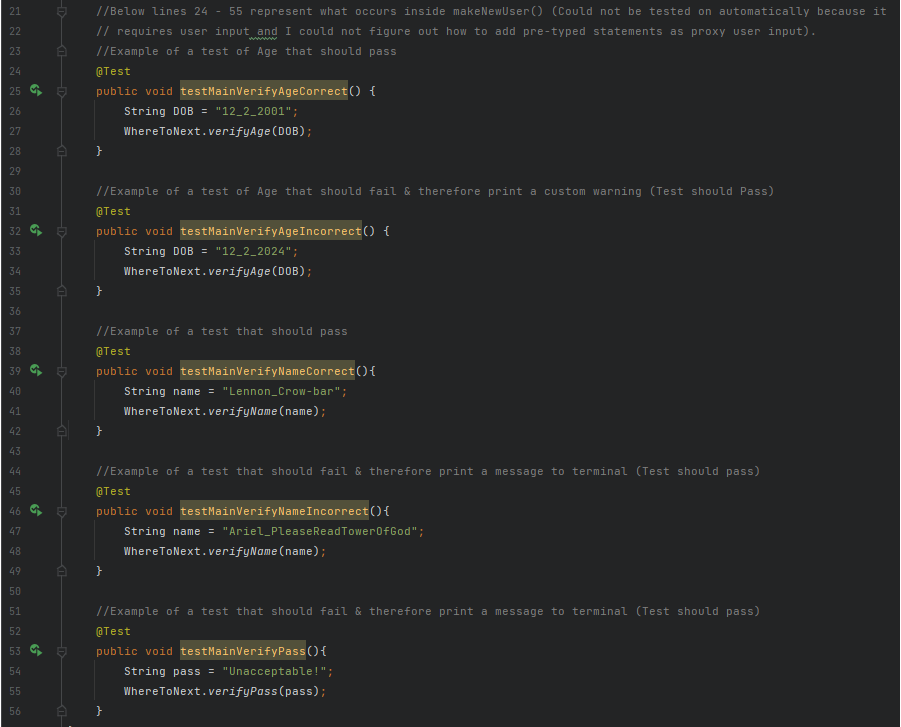 21 //Below lines 24 - 55 represent what occurs inside makeNewUser() (Could not be tested on automatically because it
22 // requires user input and I could not figure out how to add pre-typed statements as proxy user input).
23 //Example of a test of Age that should pass
24 @Test
25 public void testMainVerifyAgeCorrect() {
26 String DOB = "12_2_2001";
27 WhereToNext.verifyAge(DOB);
28 }
29
30 //Example of a test of Age that should fail & therefore print a custom warning (Test should Pass)
31 @Test
32 public void testMainVerifyAgeIncorrect() {
33 String DOB = "12_2_2024";
34 WhereToNext.verifyAge(DOB);
35 }
36
37 //Example of a test that should pass
38 @Test
39 public void testMainVerifyNameCorrect(){
40 String name = "Lennon_Crow-bar";
41 WhereToNext.verifyName(name);
42 }
43
44 //Example of a test that should fail & therefore print a message to terminal (Test should pass)
45 @Test
46 public void testMainVerifyNameIncorrect(){
47 String name = "Ariel_PleaseReadTowerOfGod";
48 WhereToNext.verifyName(name);
49 }
50
51 //Example of a test that should fail & therefore print a message to terminal (Test should pass)
52 @Test
53 public void testMainVerifyPass(){
54 String pass = "Unacceptable!";
55 WhereToNext.verifyPass(pass);
56 }